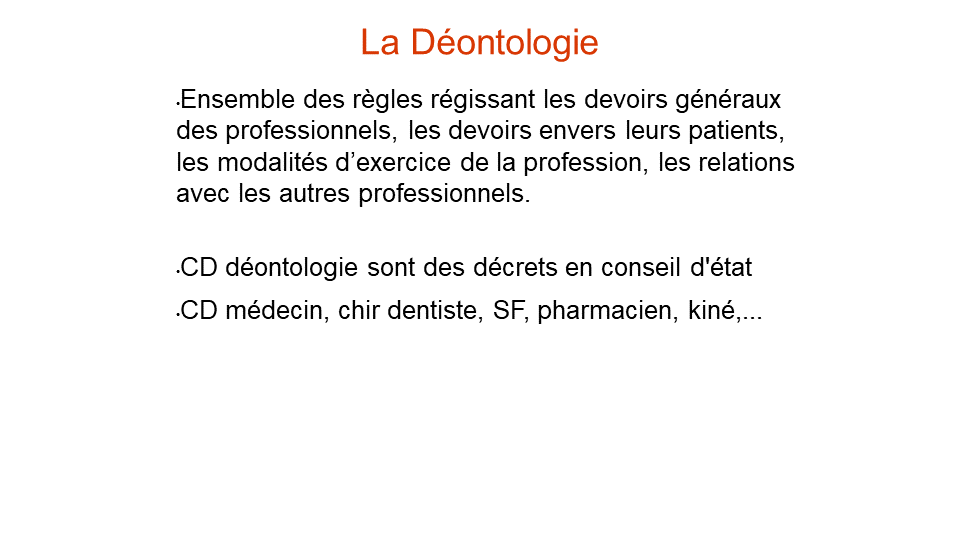 La Déontologie
•Ensemble des règles régissant les devoirs généraux
des professionnels, les devoirs envers leurs patients,
les modalités d’exercice de la profession, les relations
avec les autres professionnels.
•CD déontologie sont des décrets en conseil d'état
•CD médecin, chir dentiste, SF, pharmacien, kiné,...